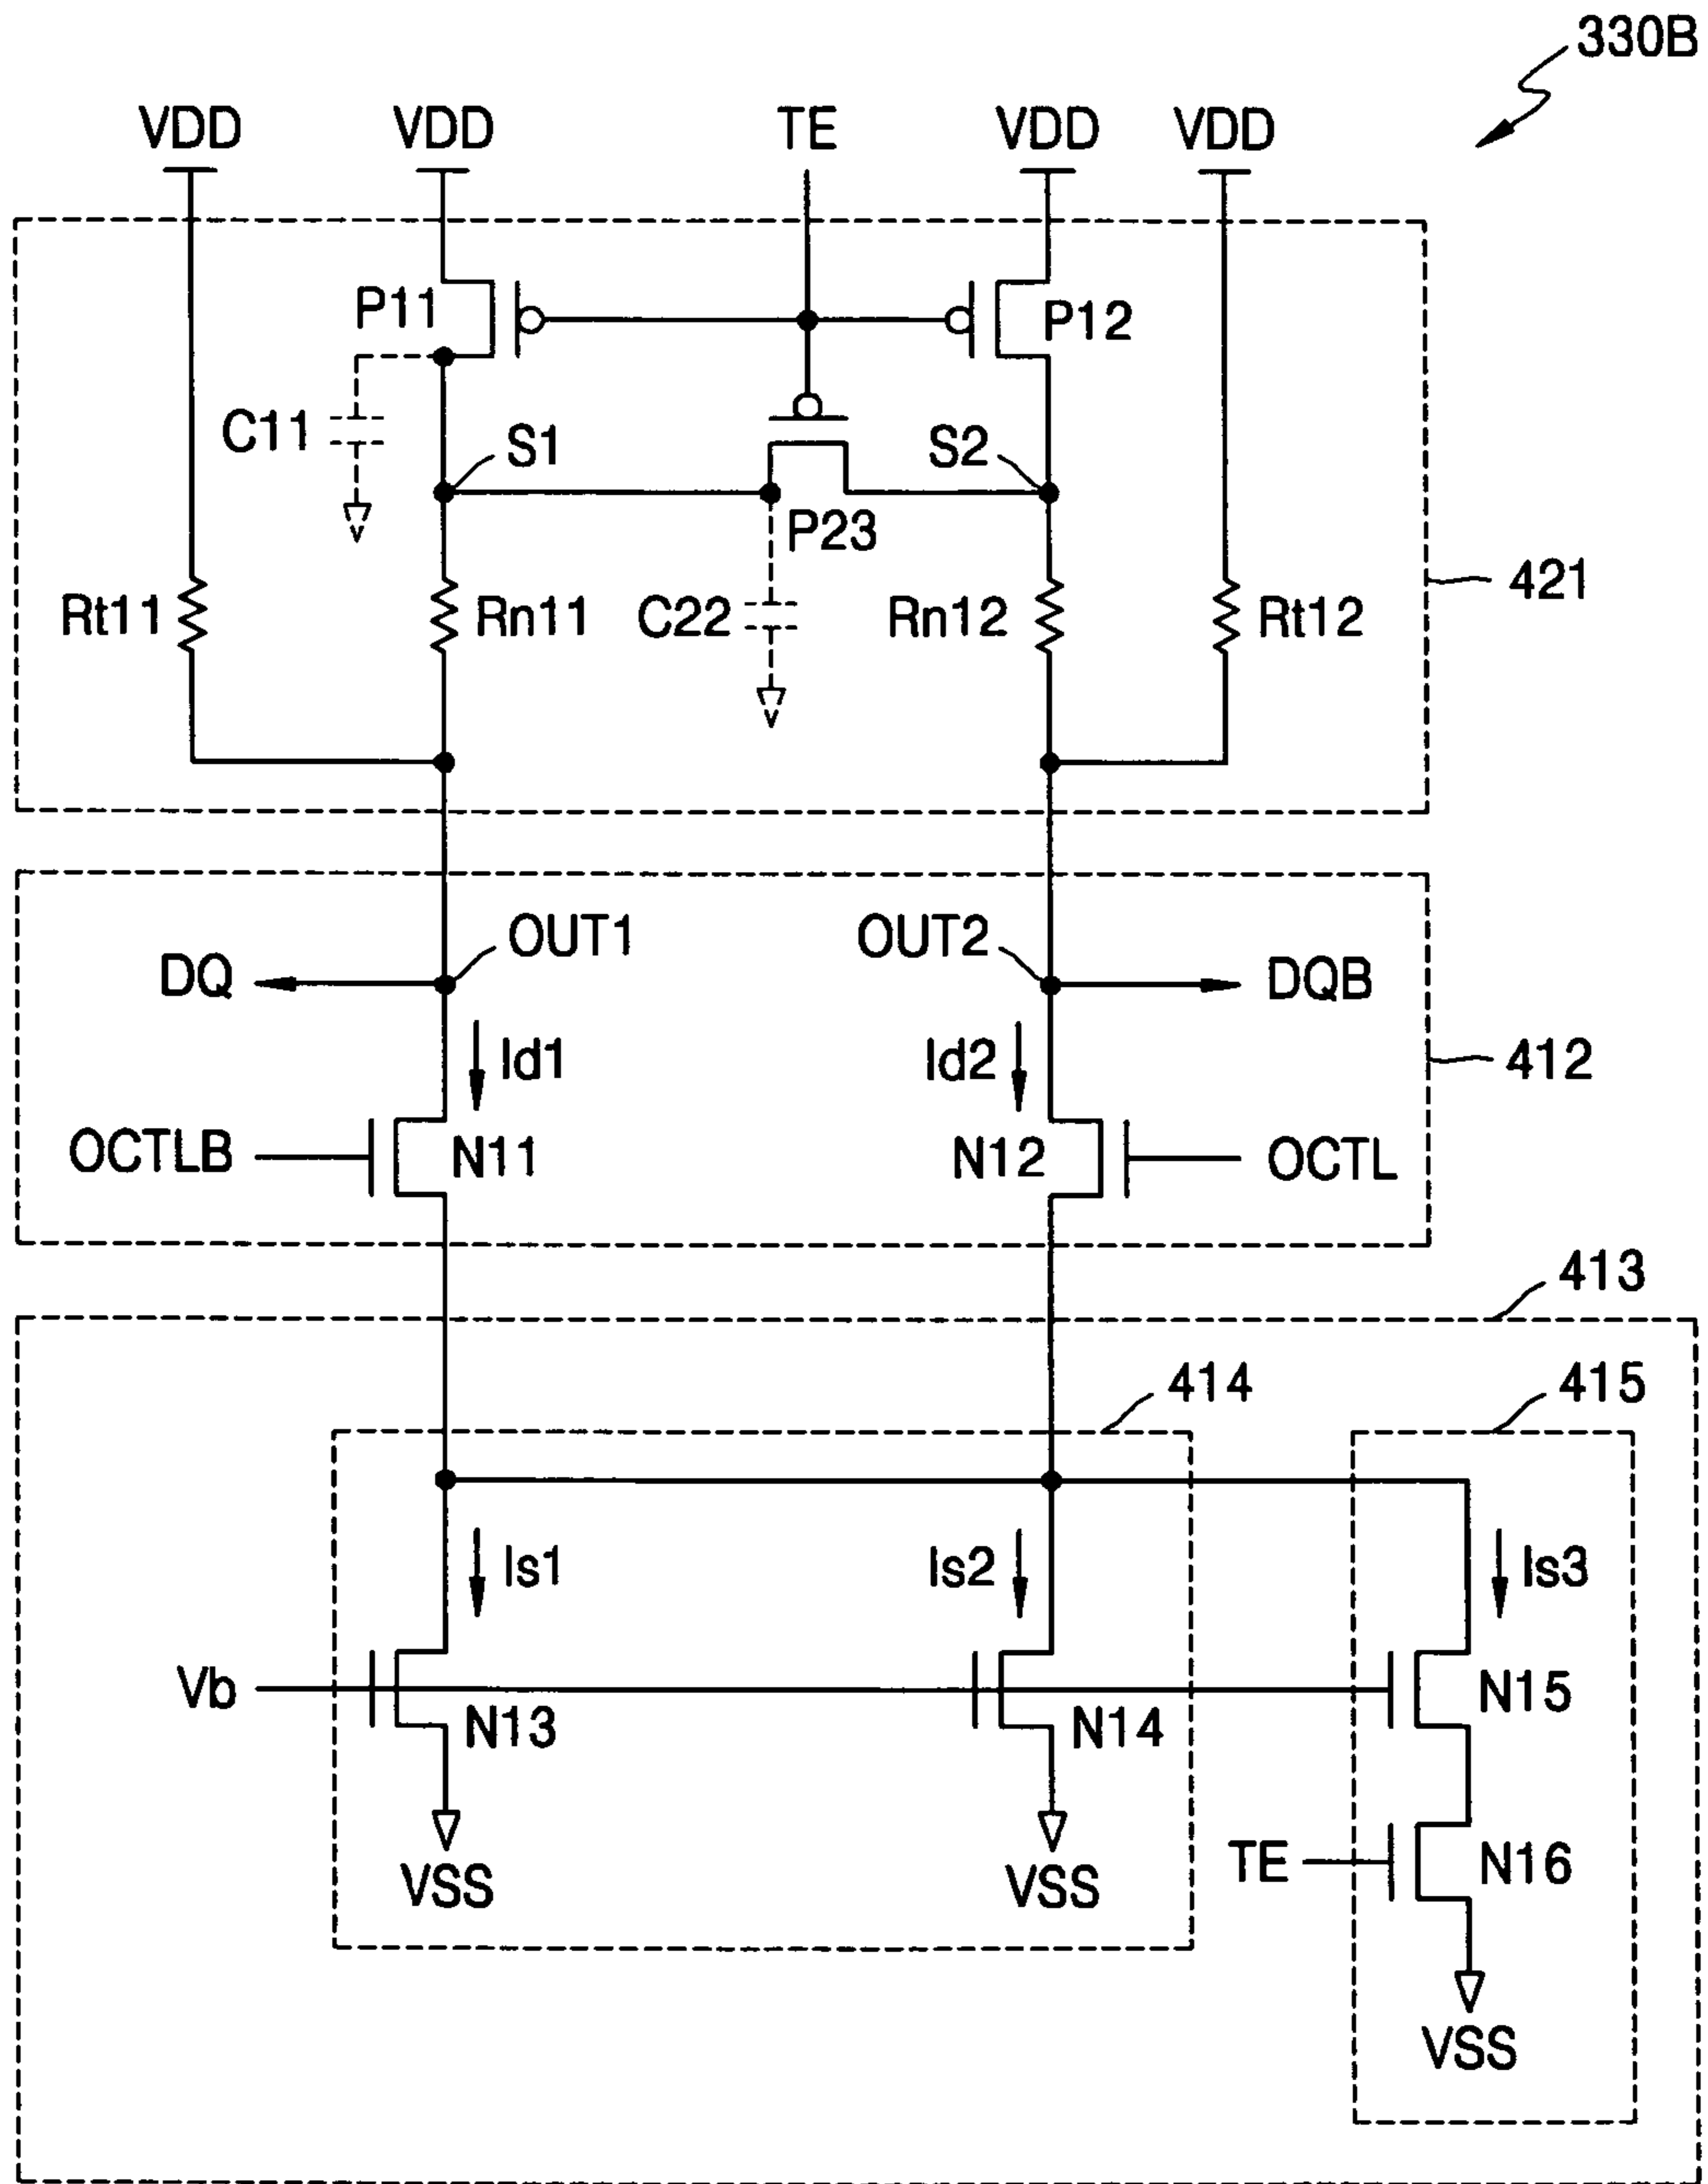 330B
VDD VDD TE VDD VDD
P11 P12
C11 S1 S2
P23
Rt11 Rn11 C22 Rn12 Rt12
421
DQ OUT1 OUT2 DQB
Id1 Id2
412
OCTLB N11 N12 OCTL
413
414 415
Is1 Is2 Is3
Vb N13 N14 N15
VSS VSS TE N16
VSS